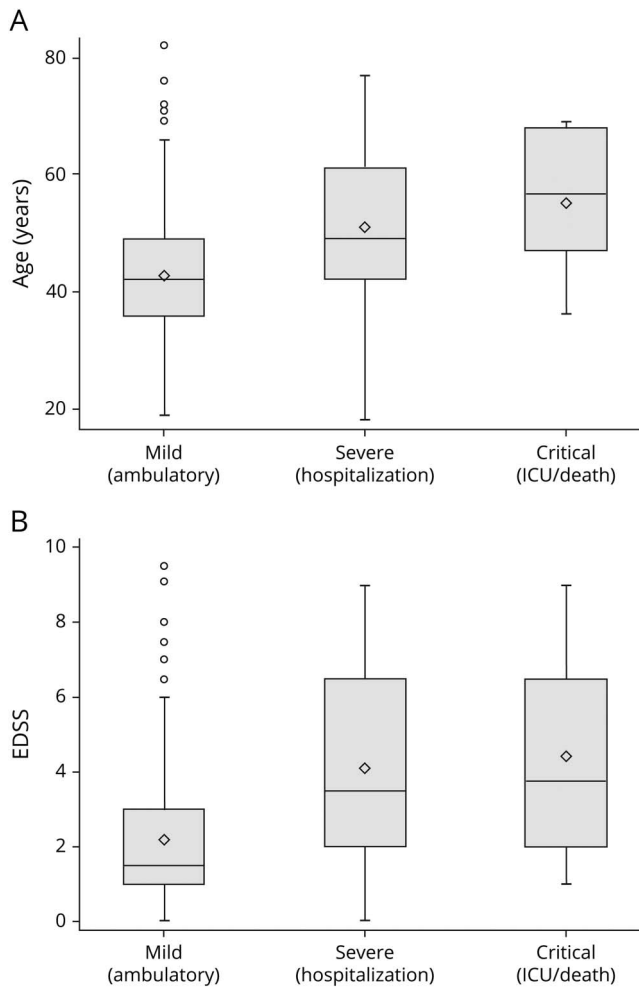 A
80
60
40
20
Age (years)
Mild
(ambulatory)
Severe
(hospitalization)
Critical
(ICU/death)
B
10
8
6
4
2
0
EDSS
Mild
(ambulatory)
Severe
(hospitalization)
Critical
(ICU/death)